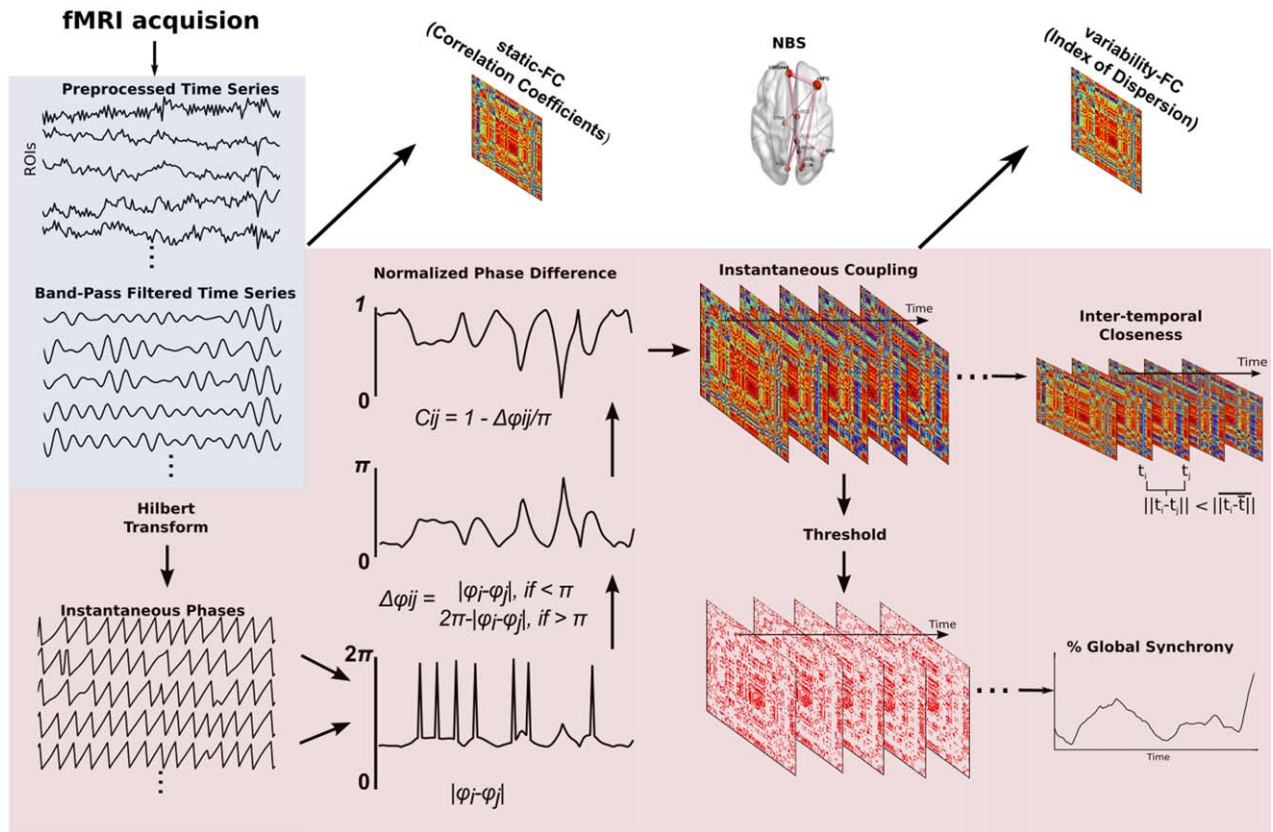 fMRI acquision
Preprocessed Time Series
ROIs
Band-Pass Filtered Time Series
Hilbert
Transform
Instantaneous Phases
static-FC
(Correlation Coefficients)
NBS
variability-FC
(Index of Dispersion)
Normalized Phase Difference
1
0
Cij = 1 - Δφij/π
π
0
Δφij = |φi-φj|, if < π
2π-|φi-φj|, if > π
2π
0
|φi-φj|
Instantaneous Coupling
Time
Threshold
Time
Inter-temporal
Closeness
Time
ti tj
||ti-tj|| < ||ti-t̅||
% Global Synchrony
Time